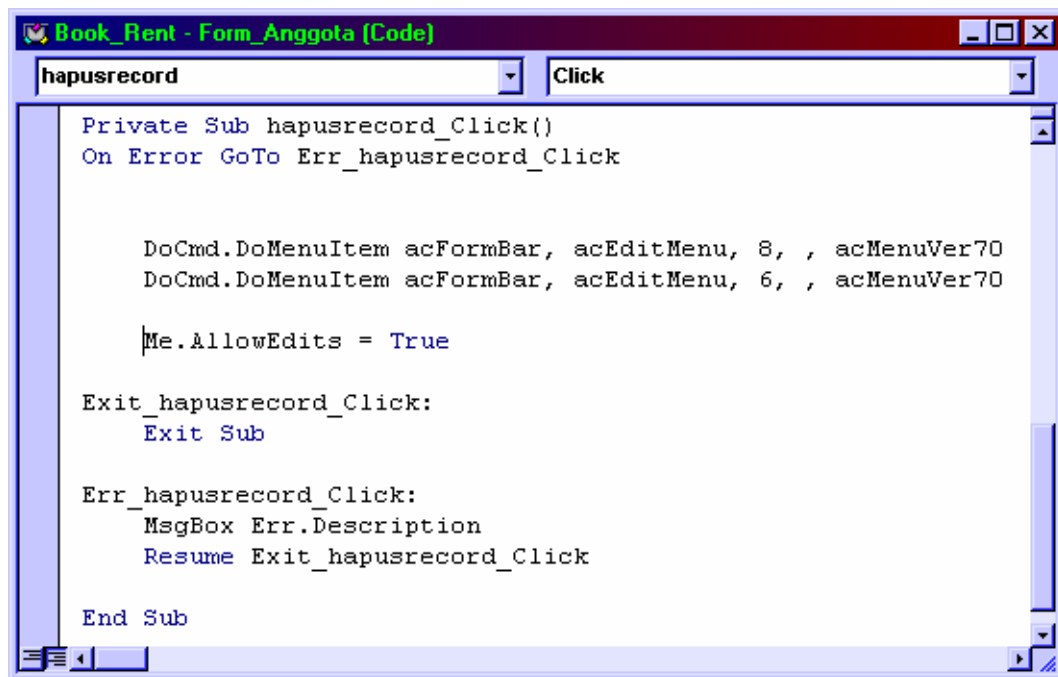 Book_Rent - Form_Anggota (Code)
hapusrecord Click
Private Sub hapusrecord_Click()
On Error GoTo Err_hapusrecord_Click
DoCmd.DoMenuItem acFormBar, acEditMenu, 8, , acMenuVer70
DoCmd.DoMenuItem acFormBar, acEditMenu, 6, , acMenuVer70
Me.AllowEdits = True
Exit_hapusrecord_Click:
Exit Sub
Err_hapusrecord_Click:
MsgBox Err.Description
Resume Exit_hapusrecord_Click
End Sub